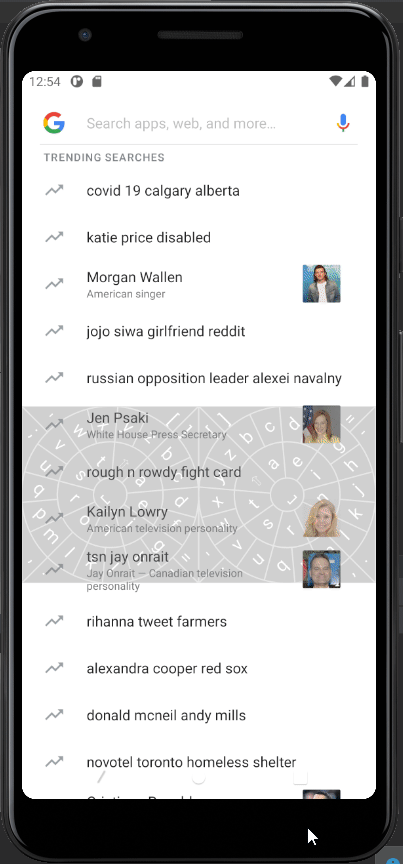 12:54
Search apps, web, and more...
TRENDING SEARCHES
covid 19 calgary alberta
katie price disabled
Morgan Wallen
American singer
jojo siwa girlfriend reddit
russian opposition leader alexei navalny
Jen Psaki
White House Press Secretary
rough n rowdy fight card
Kailyn Lowry
American television personality
tsn jay onrait
Jay Onrait — Canadian television
personality
rihanna tweet farmers
alexandra cooper red sox
donald mcneil andy mills
novotel toronto homeless shelter